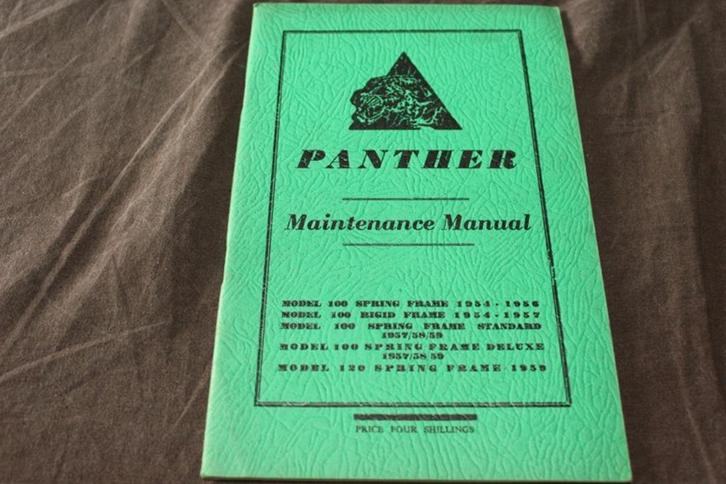 PANTHER
Maintenance Manual
MODEL 100 SPRING FRAME 1954 - 1956
MODEL 100 RIGID FRAME 1954 - 1957
MODEL 100 SPRING FRAME STANDARD
1957/58/59
MODEL 100 SPRING FRAME DELUXE
1957/58/59
MODEL 120 SPRING FRAME 1959
PRICE FOUR SHILLINGS